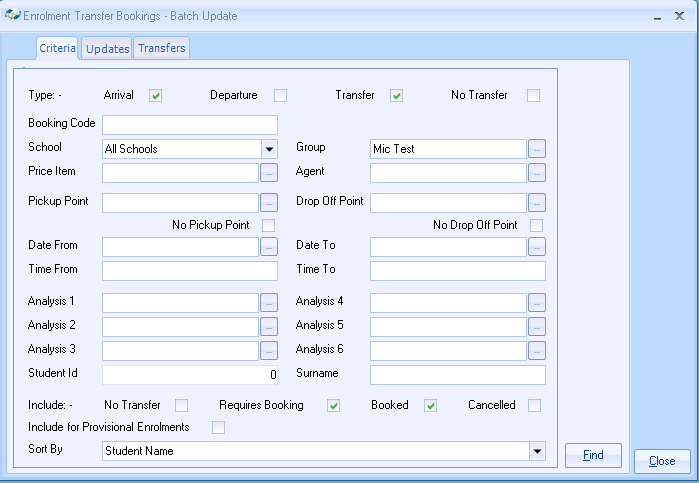 Enrolment Transfer Bookings - Batch Update
Criteria Updates Transfers
Type: - Arrival Departure Transfer No Transfer
Booking Code
School All Schools Group Mic Test
Price Item Agent
Pickup Point Drop Off Point
No Pickup Point No Drop Off Point
Date From Date To
Time From Time To
Analysis 1 Analysis 4
Analysis 2 Analysis 5
Analysis 3 Analysis 6
Student Id 0 Surname
Include: - No Transfer Requires Booking Booked Cancelled
Include for Provisional Enrolments
Sort By Student Name
Find Close